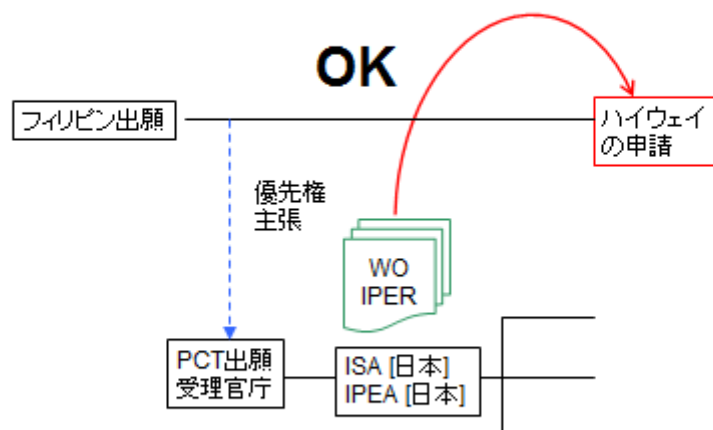 OK
フィリピン出願
ハイウェイ
の申請
優先権
主張
WO
IPER
PCT出願
受理官庁
ISA [日本]
IPEA [日本]